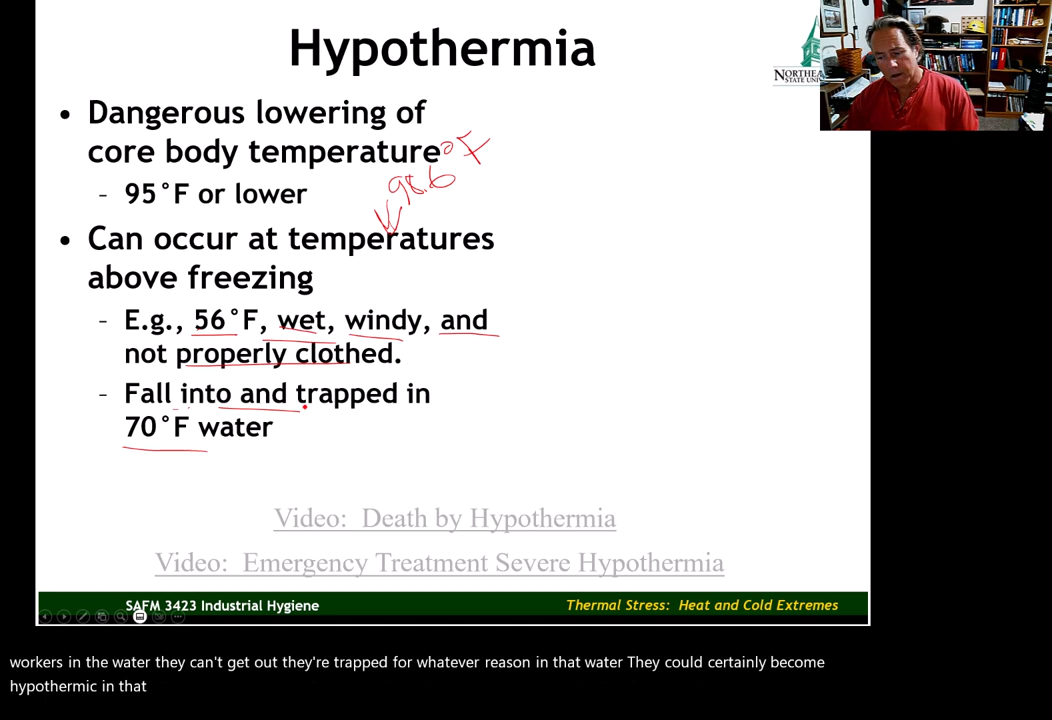 Hypothermia
NORTHEA
STATE UNI
• Dangerous lowering of
core body temperature °F
98.6
- 95°F or lower
• Can occur at temperatures
above freezing
- E.g., 56°F, wet, windy, and
not properly clothed.
- Fall into and trapped in
70°F water
Video: Death by Hypothermia
Video: Emergency Treatment Severe Hypothermia
SAFM 3423 Industrial Hygiene
Thermal Stress: Heat and Cold Extremes
workers in the water they can't get out they're trapped for whatever reason in that water They could certainly become
hypothermic in that